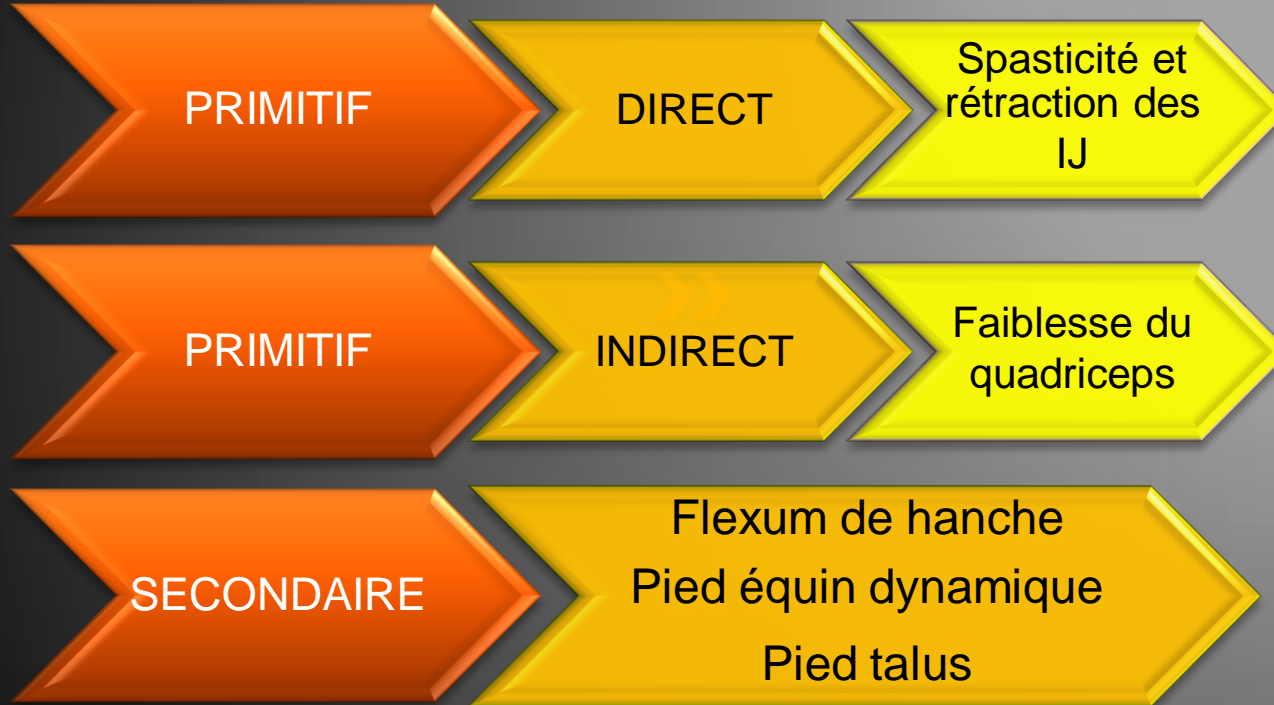 PRIMITIF
DIRECT
Spasticité et
rétraction des
IJ
PRIMITIF
INDIRECT
Faiblesse du
quadriceps
SECONDAIRE
Flexum de hanche
Pied équin dynamique
Pied talus